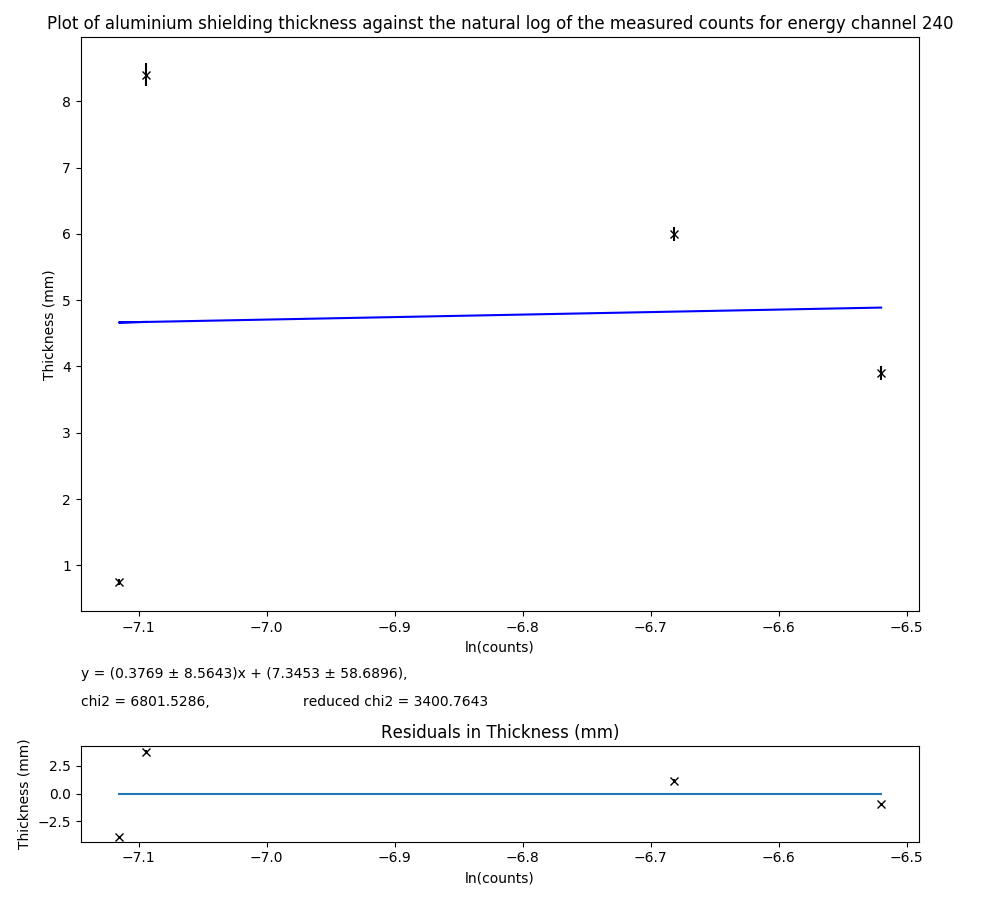 Plot of aluminium shielding thickness against the natural log of the measured counts for energy channel 240
Thickness (mm)
8
7
6
5
4
3
2
1
−7.1 −7.0 −6.9 −6.8 −6.7 −6.6 −6.5
ln(counts)
y = (0.3769 ± 8.5643)x + (7.3453 ± 58.6896),
chi2 = 6801.5286, reduced chi2 = 3400.7643
Residuals in Thickness (mm)
Thickness (mm)
2.5
0.0
−2.5
−7.1 −7.0 −6.9 −6.8 −6.7 −6.6 −6.5
ln(counts)